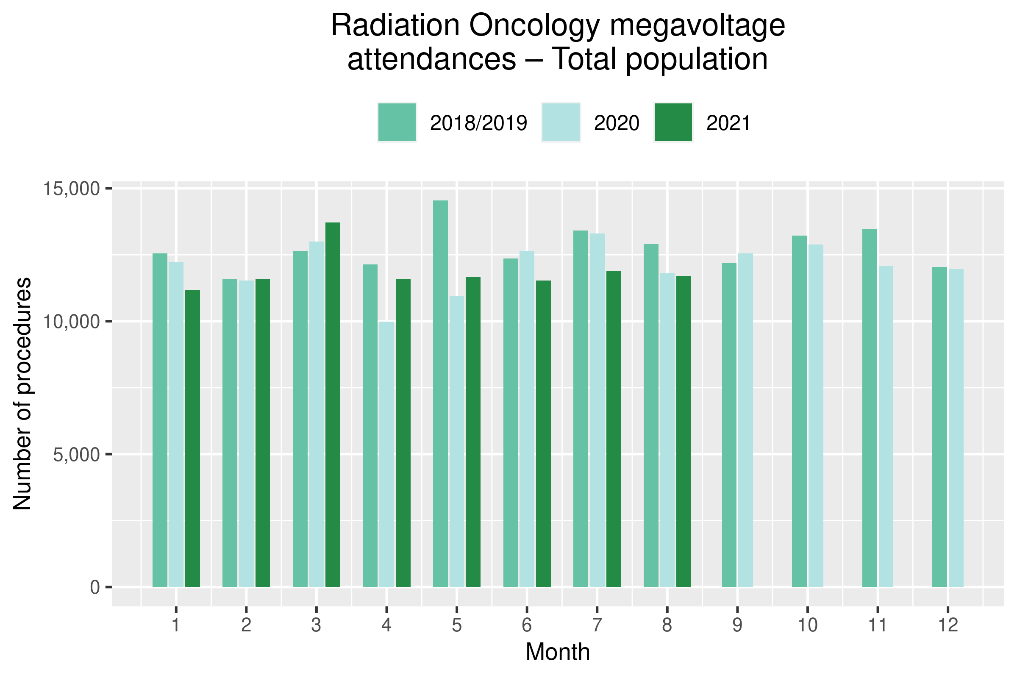 Radiation Oncology megavoltage
attendances – Total population
2018/2019 2020 2021
15,000
10,000
5,000
0
Number of procedures
1 2 3 4 5 6 7 8 9 10 11 12
Month